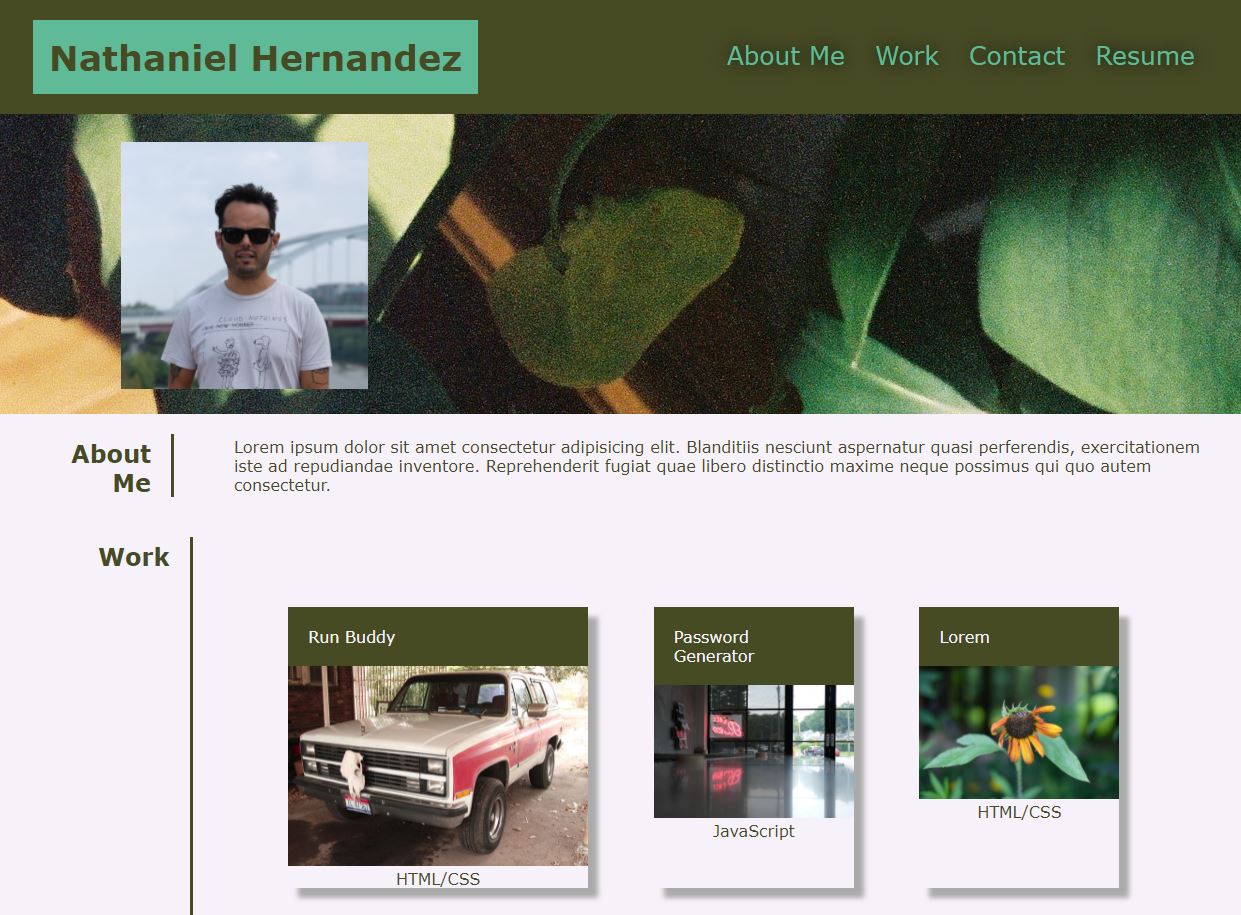 Nathaniel Hernandez
About Me
Work
Contact
Resume
CLOUD NOTHINGS
About
Me
Lorem ipsum dolor sit amet consectetur adipisicing elit. Blanditiis nesciunt aspernatur quasi perferendis, exercitationem
iste ad repudiandae inventore. Reprehenderit fugiat quae libero distinctio maxime neque possimus qui quo autem
consectetur.
Work
Run Buddy
HTML/CSS
Password
Generator
JavaScript
Lorem
HTML/CSS